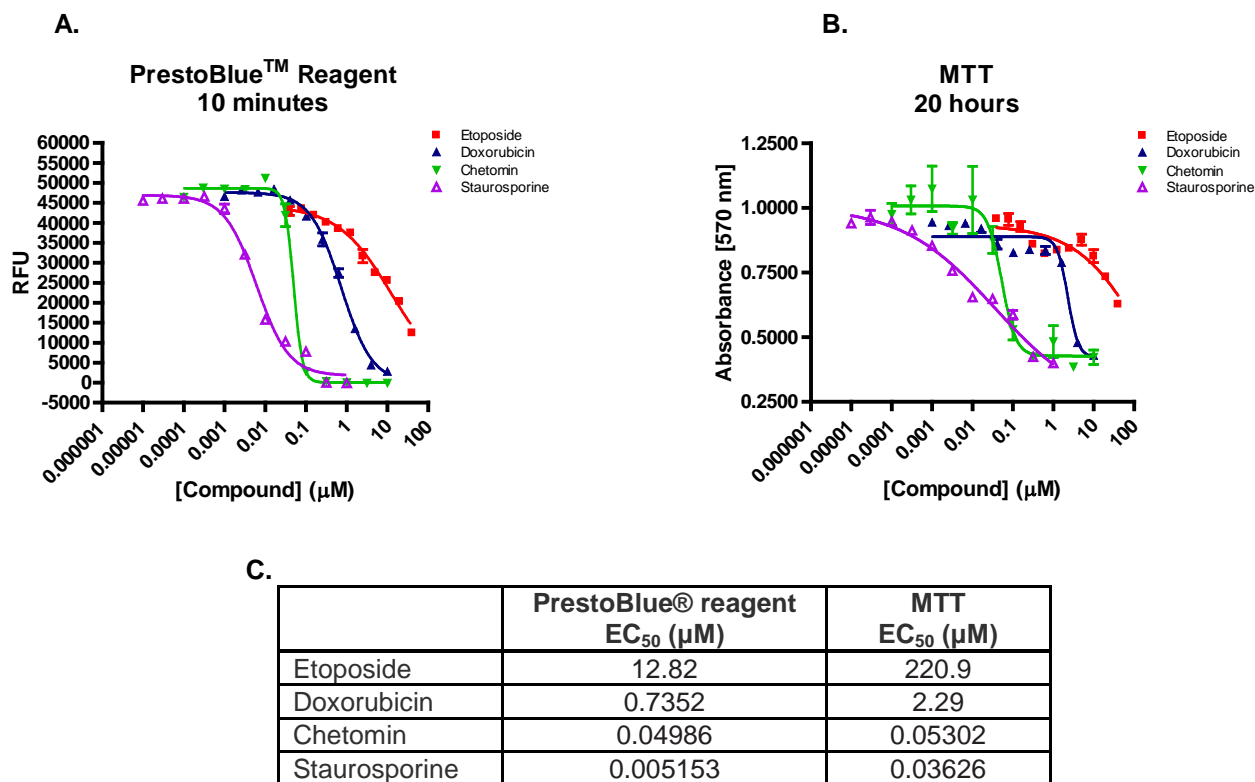 A.
PrestoBlue™ Reagent
10 minutes
Etoposide
Doxorubicin
Chetomin
Staurosporine
60000
55000
50000
45000
40000
35000
30000
25000
20000
15000
10000
5000
0
-5000
RFU
0.000001
0.00001
0.0001
0.001
0.01
0.1
1
10
100
[Compound] (μM)
B.
MTT
20 hours
Etoposide
Doxorubicin
Chetomin
Staurosporine
1.2500
1.0000
0.7500
0.5000
0.2500
Absorbance [570 nm]
0.000001
0.00001
0.0001
0.001
0.01
0.1
1
10
100
[Compound] (μM)
C.
PrestoBlue® reagent MTT
EC₅₀ (μM) EC₅₀ (μM)
Etoposide 12.82 220.9
Doxorubicin 0.7352 2.29
Chetomin 0.04986 0.05302
Staurosporine 0.005153 0.03626